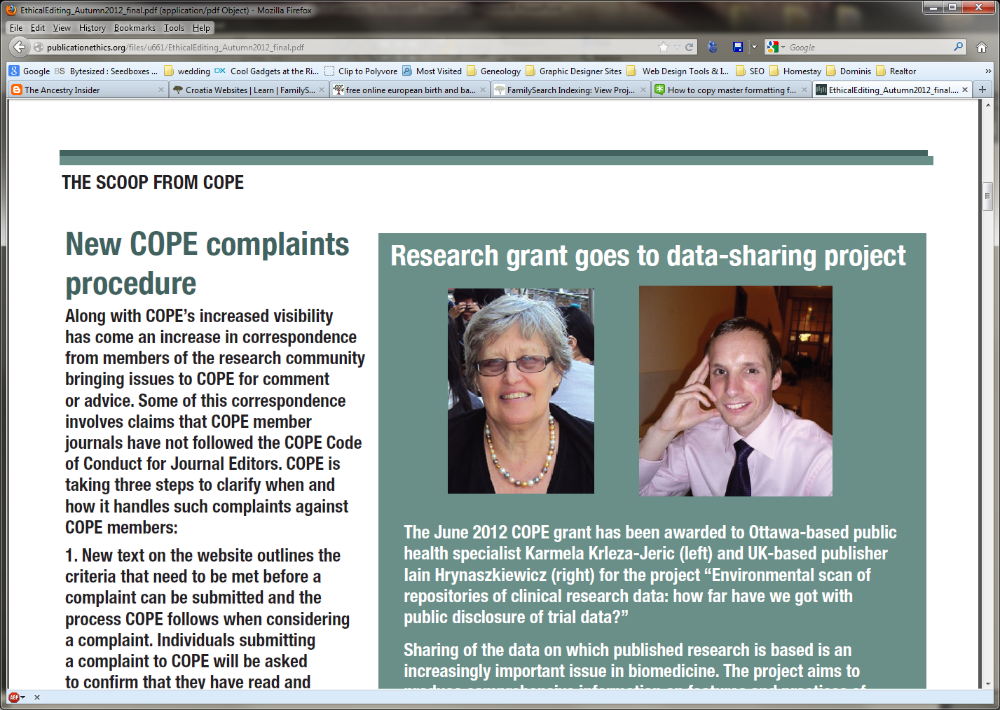 EthicalEditing_Autumn2012_final.pdf (application/pdf Object) - Mozilla Firefox
File Edit View History Bookmarks Tools Help
publicationethics.org/files/u661/EthicalEditing_Autumn2012_final.pdf
Google
Google
BS Bytesized : Seedboxes ...
wedding
DX Cool Gadgets at the Ri...
Clip to Polyvore
Most Visited
Geneology
Graphic Designer Sites
Web Design Tools & I...
SEO
Homestay
Dominis
Realtor
The Ancestry Insider
Croatia Websites | Learn | FamilyS...
free online european birth and ba...
FamilySearch Indexing: View Proj...
How to copy master formatting f...
EthicalEditing_Autumn2012_final....
THE SCOOP FROM COPE
New COPE complaints
procedure
Along with COPE’s increased visibility
has come an increase in correspondence
from members of the research community
bringing issues to COPE for comment
or advice. Some of this correspondence
involves claims that COPE member
journals have not followed the COPE Code
of Conduct for Journal Editors. COPE is
taking three steps to clarify when and
how it handles such complaints against
COPE members:
1. New text on the website outlines the
criteria that need to be met before a
complaint can be submitted and the
process COPE follows when considering
a complaint. Individuals submitting
a complaint to COPE will be asked
to confirm that they have read and
Research grant goes to data-sharing project
The June 2012 COPE grant has been awarded to Ottawa-based public
health specialist Karmela Krleza-Jeric (left) and UK-based publisher
Iain Hrynaszkiewicz (right) for the project “Environmental scan of
repositories of clinical research data: how far have we got with
public disclosure of trial data?”
Sharing of the data on which published research is based is an
increasingly important issue in biomedicine. The project aims to
produce comprehensive information on features and practices of
ABP